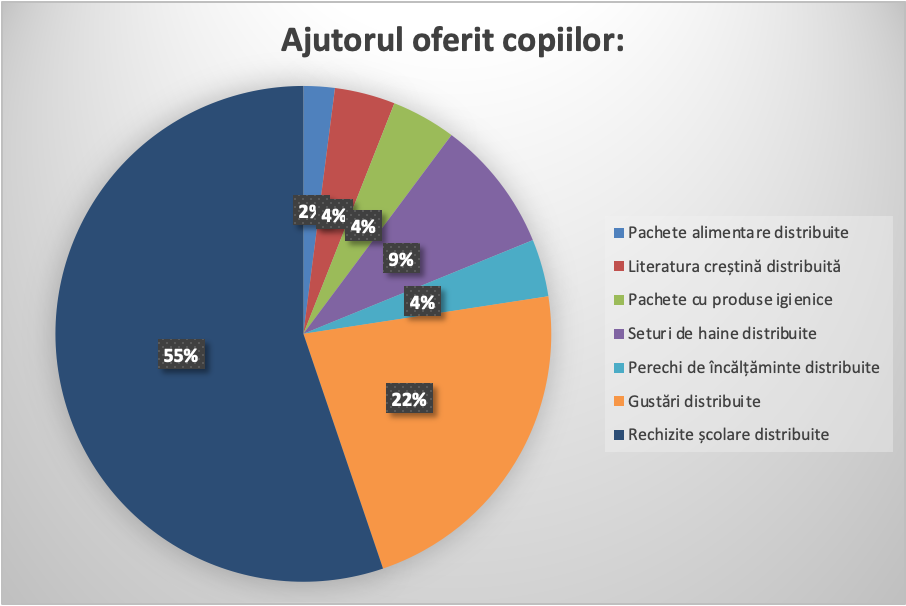 Ajutorul oferit copiilor:
2%
4%
4%
9%
4%
22%
55%
Pachete alimentare distribuite
Literatura creștină distribuită
Pachete cu produse igienice
Seturi de haine distribuite
Perechi de încălțăminte distribuite
Gustări distribuite
Rechizite școlare distribuite